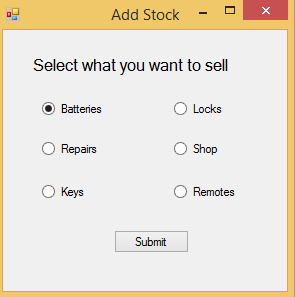 Add Stock
Select what you want to sell
Batteries Locks
Repairs Shop
Keys Remotes
Submit